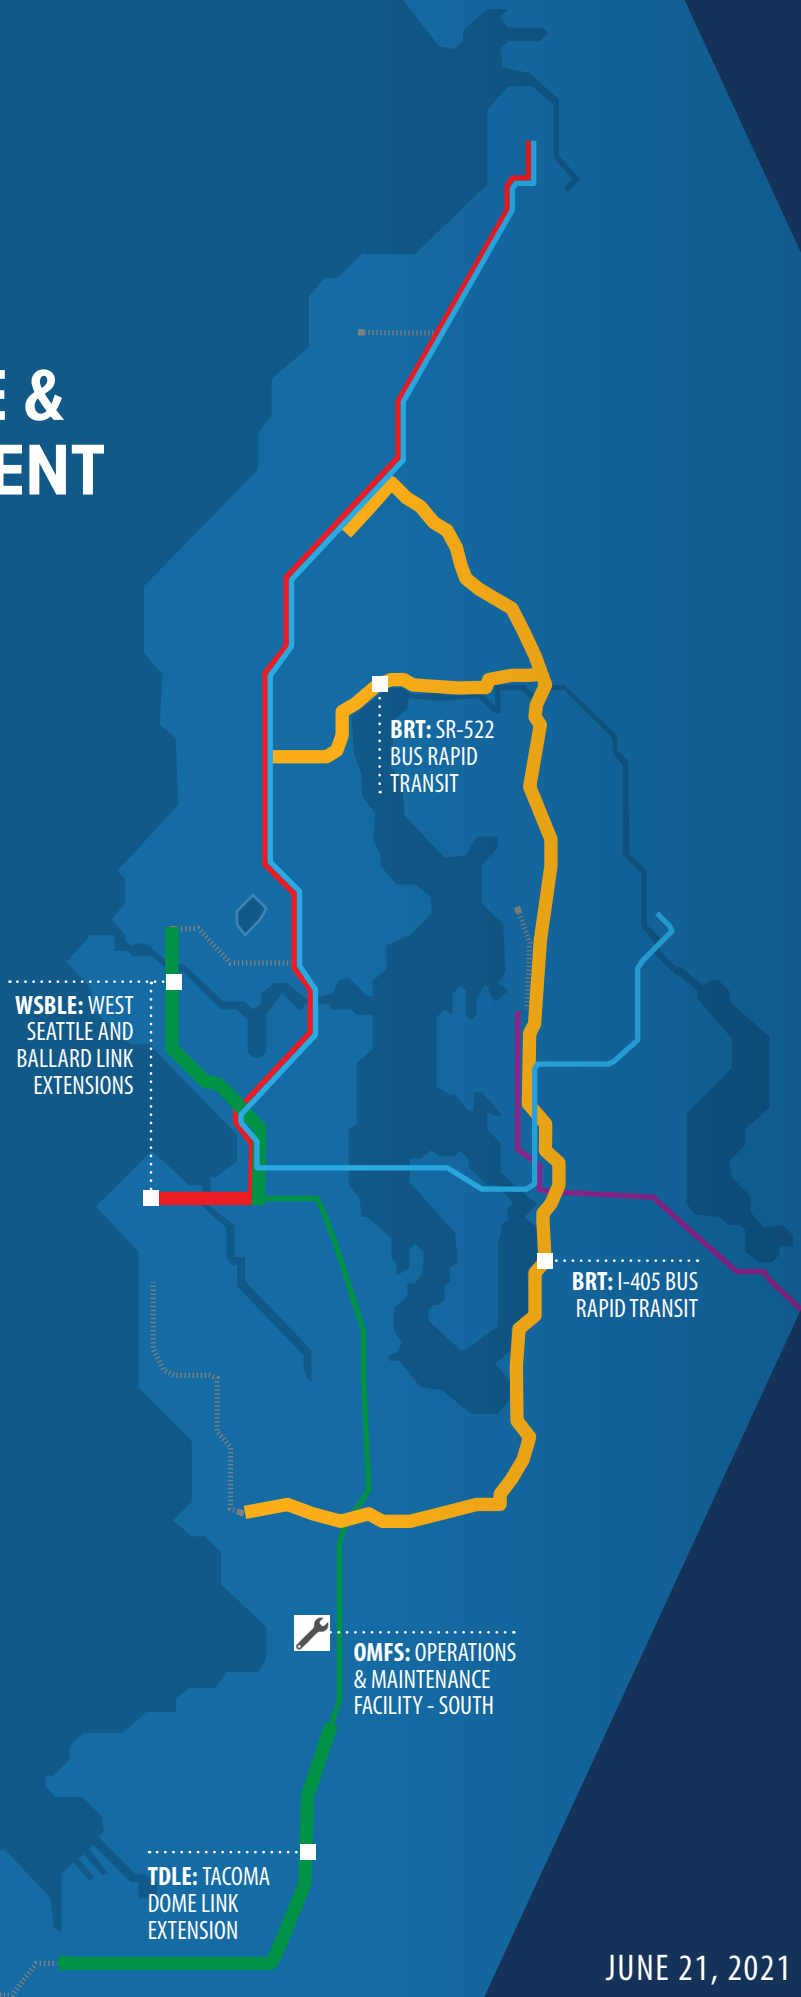 E &
ENT
BRT: SR-522
BUS RAPID
TRANSIT
WSBLE: WEST
SEATTLE AND
BALLARD LINK
EXTENSIONS
BRT: I-405 BUS
RAPID TRANSIT
OMFS: OPERATIONS
& MAINTENANCE
FACILITY - SOUTH
TDLE: TACOMA
DOME LINK
EXTENSION
JUNE 21, 2021